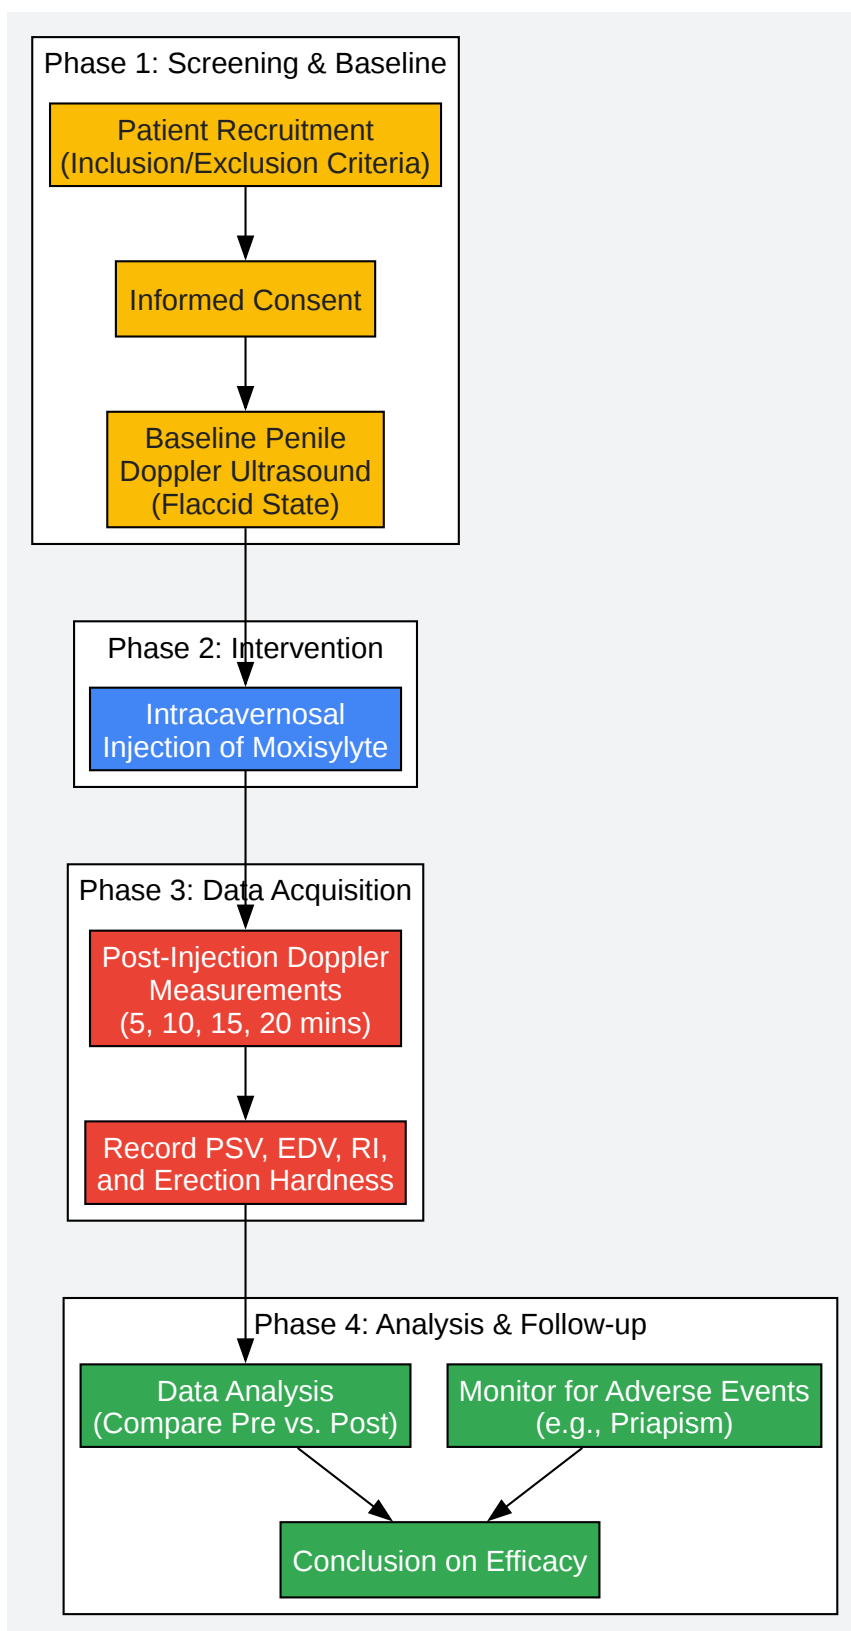 Phase 1: Screening & Baseline
Patient Recruitment
(Inclusion/Exclusion Criteria)
Informed Consent
Baseline Penile
Doppler Ultrasound
(Flaccid State)
Phase 2: Intervention
Intracavernosal
Injection of Moxisylyte
Phase 3: Data Acquisition
Post-Injection Doppler
Measurements
(5, 10, 15, 20 mins)
Record PSV, EDV, RI,
and Erection Hardness
Phase 4: Analysis & Follow-up
Data Analysis
(Compare Pre vs. Post)
Monitor for Adverse Events
(e.g., Priapism)
Conclusion on Efficacy